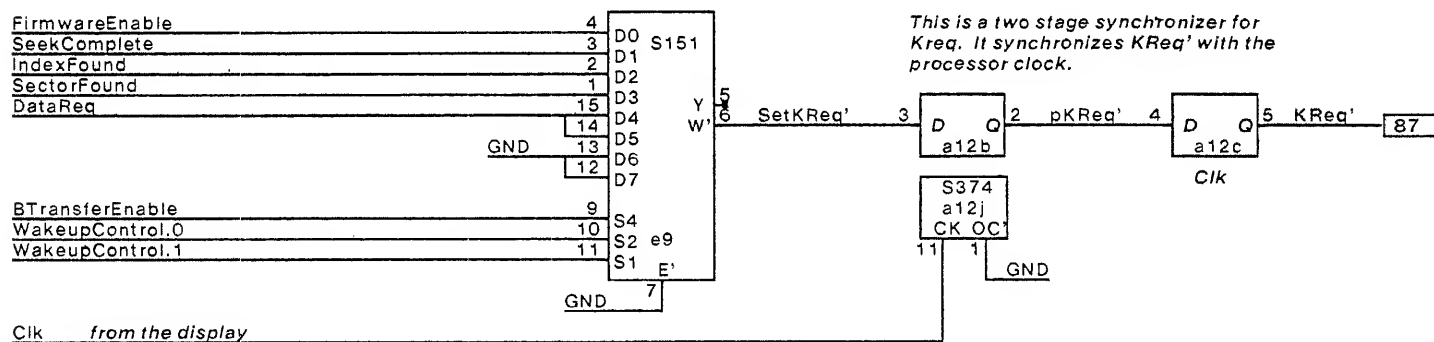 FirmwareEnable 4 D0 S151
SeekComplete 3 D1
IndexFound 2 D2
SectorFound 1 D3
DataReq 15 D4
14 D5
GND 13 D6
12 D7
Y 5
W' 6 SetKReq' 3 D Q 2 pKReq' 4 D Q 5 KReq' 87
a12b
a12c
Clk
This is a two stage synchronizer for
Kreq. It synchronizes KReq' with the
processor clock.
BTransferEnable 9 S4
WakeupControl.0 10 S2 e9
WakeupControl.1 11 S1
E'
7
GND
S374
a12j
CK OC'
11 1
GND
Clk from the display